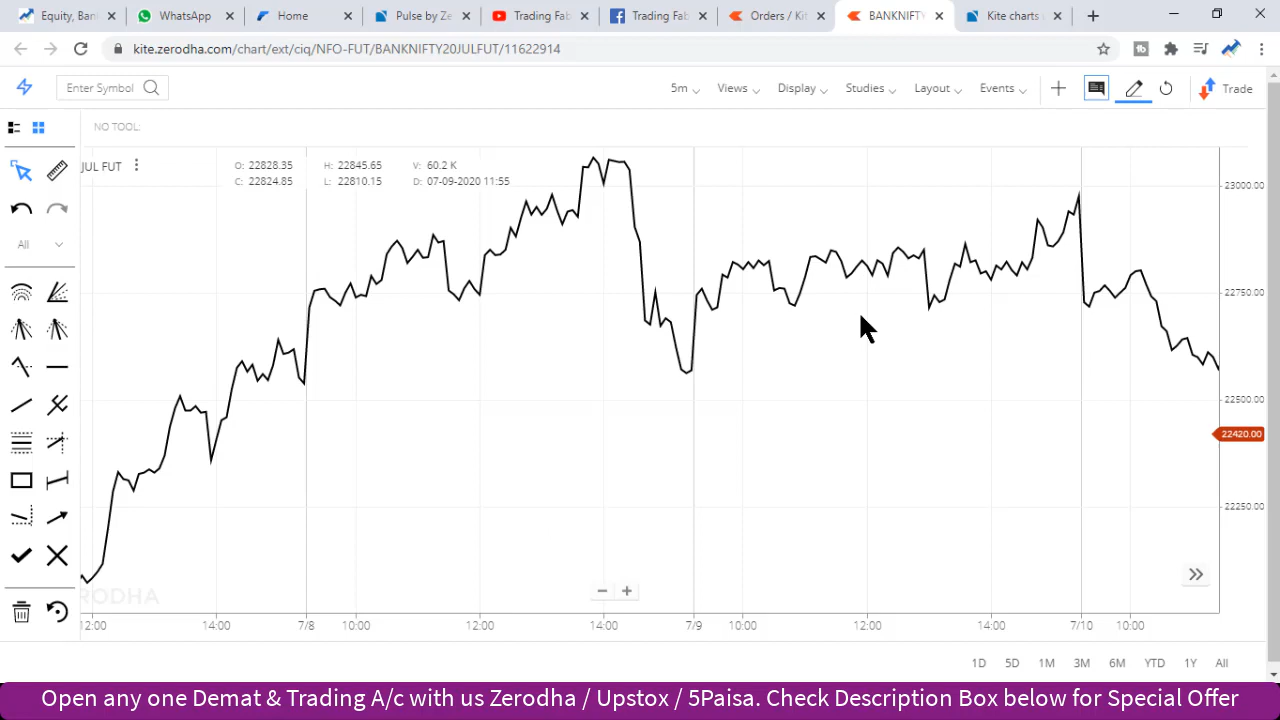 Equity, Ban
WhatsApp
Home
Pulse by Ze
Trading Fab
Trading Fab
Orders / Kit
BANKNIFTY
Kite charts
kite.zerodha.com/chart/ext/ciq/NFO-FUT/BANKNIFTY20JULFUT/11622914
Enter Symbol
5m
Views
Display
Studies
Layout
Events
Trade
NO TOOL:
JUL FUT
O: 22828.35 H: 22845.65 V: 60.2 K
C: 22824.85 L: 22810.15 D: 07-09-2020 11:55
All
23000.00
22750.00
22500.00
22420.00
22250.00
RODHA
12:00 14:00 7/8 10:00 12:00 14:00 7/9 10:00 12:00 14:00 7/10 10:00
1D 5D 1M 3M 6M YTD 1Y All
Open any one Demat & Trading A/c with us Zerodha / Upstox / 5Paisa. Check Description Box below for Special Offer